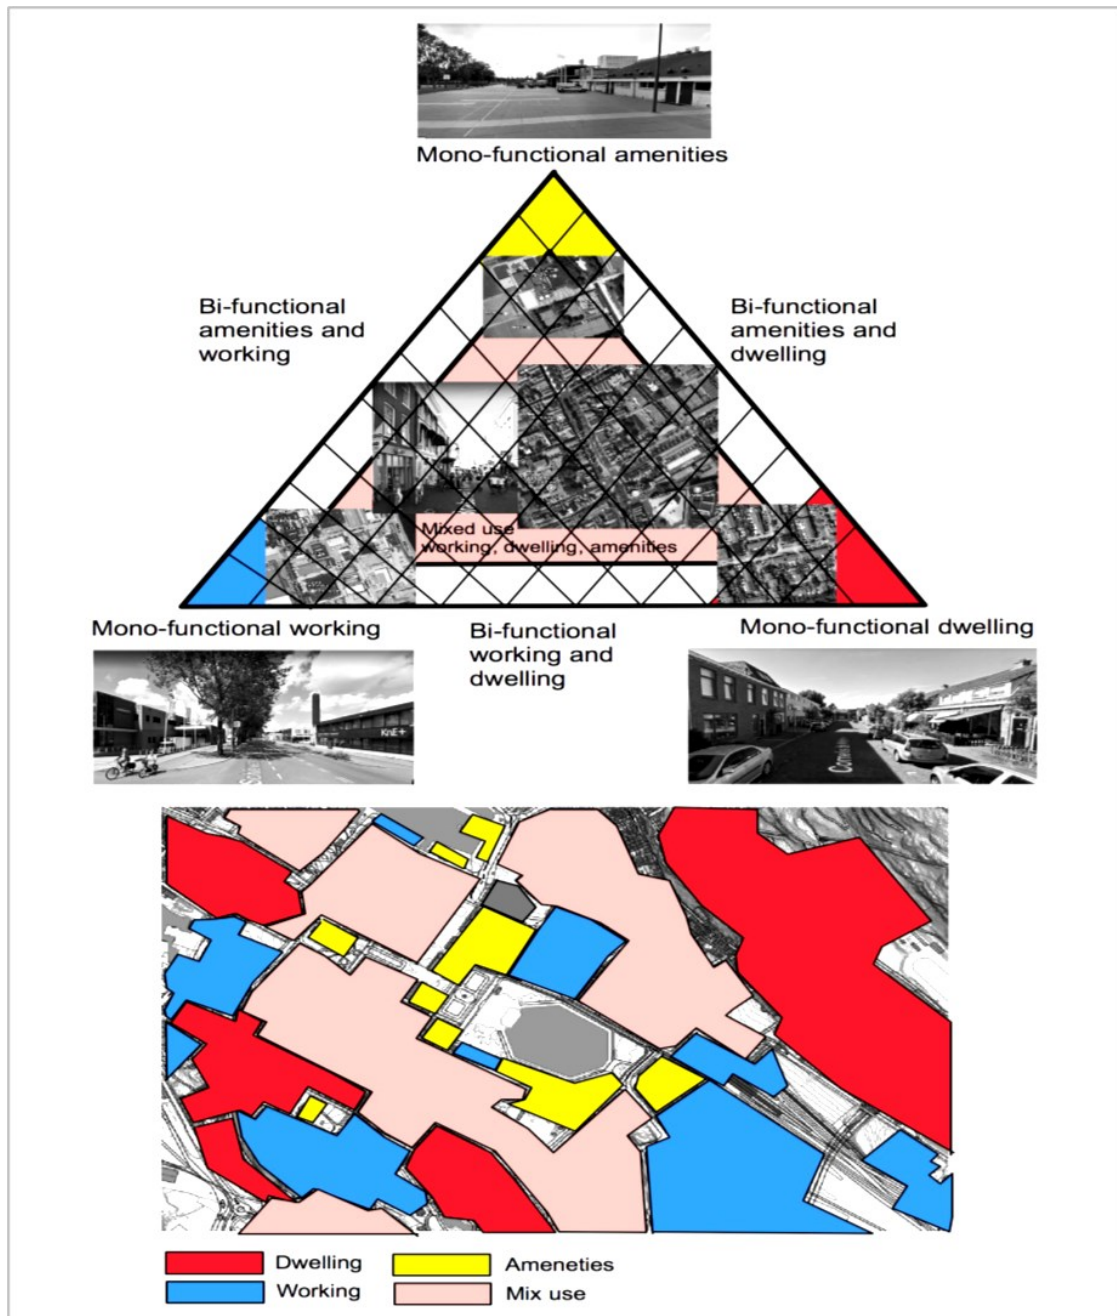 Mono-functional amenities
Bi-functional
amenities and
working
Bi-functional
amenities and
dwelling
Mixed use
working, dwelling, amenities
Mono-functional working
Bi-functional
working and
dwelling
Mono-functional dwelling
KnE+
Dwelling
Ameneties
Working
Mix use